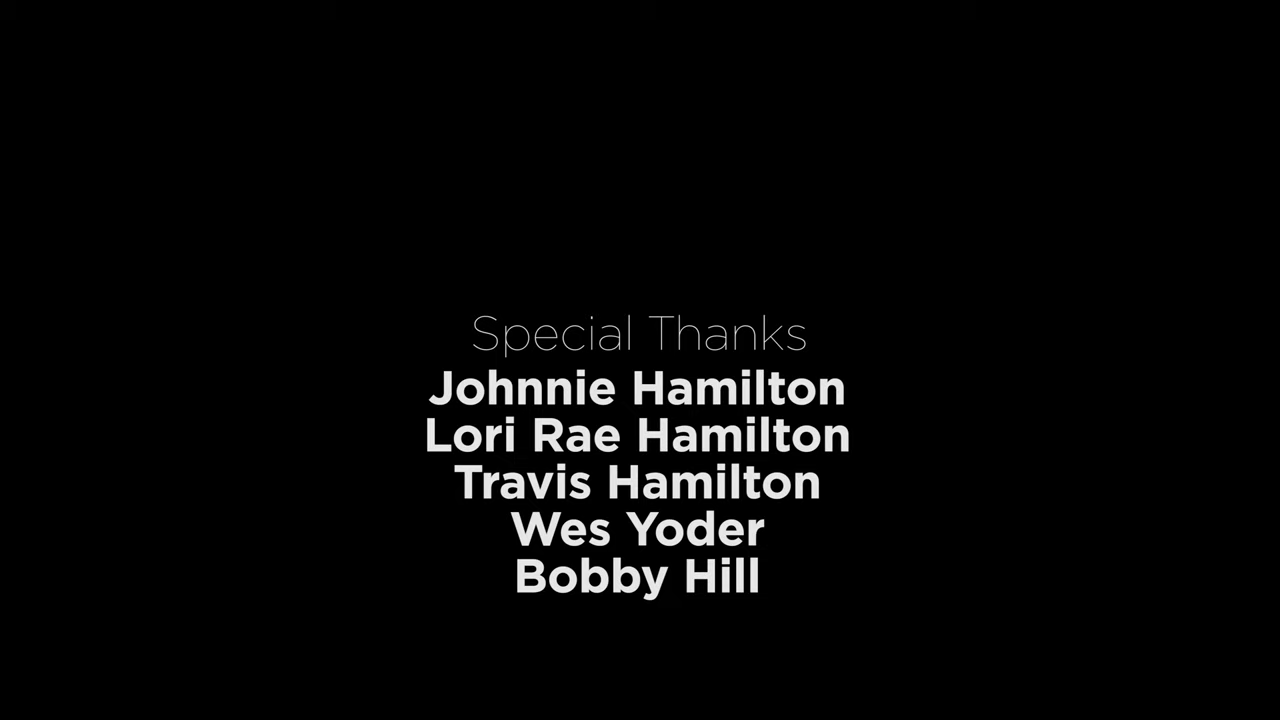 Special Thanks
Johnnie Hamilton
Lori Rae Hamilton
Travis Hamilton
Wes Yoder
Bobby Hill